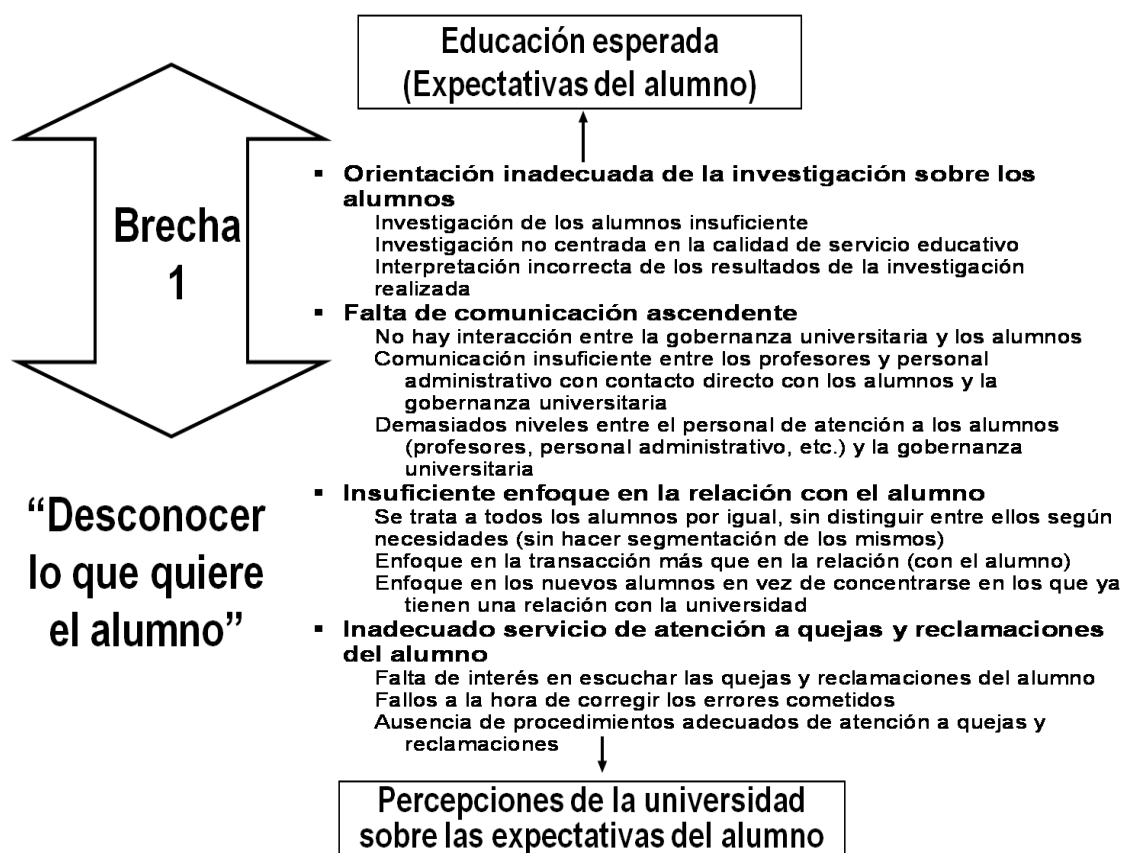 Educación esperada
(Expectativas del alumno)
Brecha
1
“Desconocer
lo que quiere
el alumno”
▪ Orientación inadecuada de la investigación sobre los
alumnos
Investigación de los alumnos insuficiente
Investigación no centrada en la calidad de servicio educativo
Interpretación incorrecta de los resultados de la investigación
realizada
▪ Falta de comunicación ascendente
No hay interacción entre la gobernanza universitaria y los alumnos
Comunicación insuficiente entre los profesores y personal
administrativo con contacto directo con los alumnos y la
gobernanza universitaria
Demasiados niveles entre el personal de atención a los alumnos
(profesores, personal administrativo, etc.) y la gobernanza
universitaria
▪ Insuficiente enfoque en la relación con el alumno
Se trata a todos los alumnos por igual, sin distinguir entre ellos según
necesidades (sin hacer segmentación de los mismos)
Enfoque en la transacción más que en la relación (con el alumno)
Enfoque en los nuevos alumnos en vez de concentrarse en los que ya
tienen una relación con la universidad
▪ Inadecuado servicio de atención a quejas y reclamaciones
del alumno
Falta de interés en escuchar las quejas y reclamaciones del alumno
Fallos a la hora de corregir los errores cometidos
Ausencia de procedimientos adecuados de atención a quejas y
reclamaciones
Percepciones de la universidad
sobre las expectativas del alumno